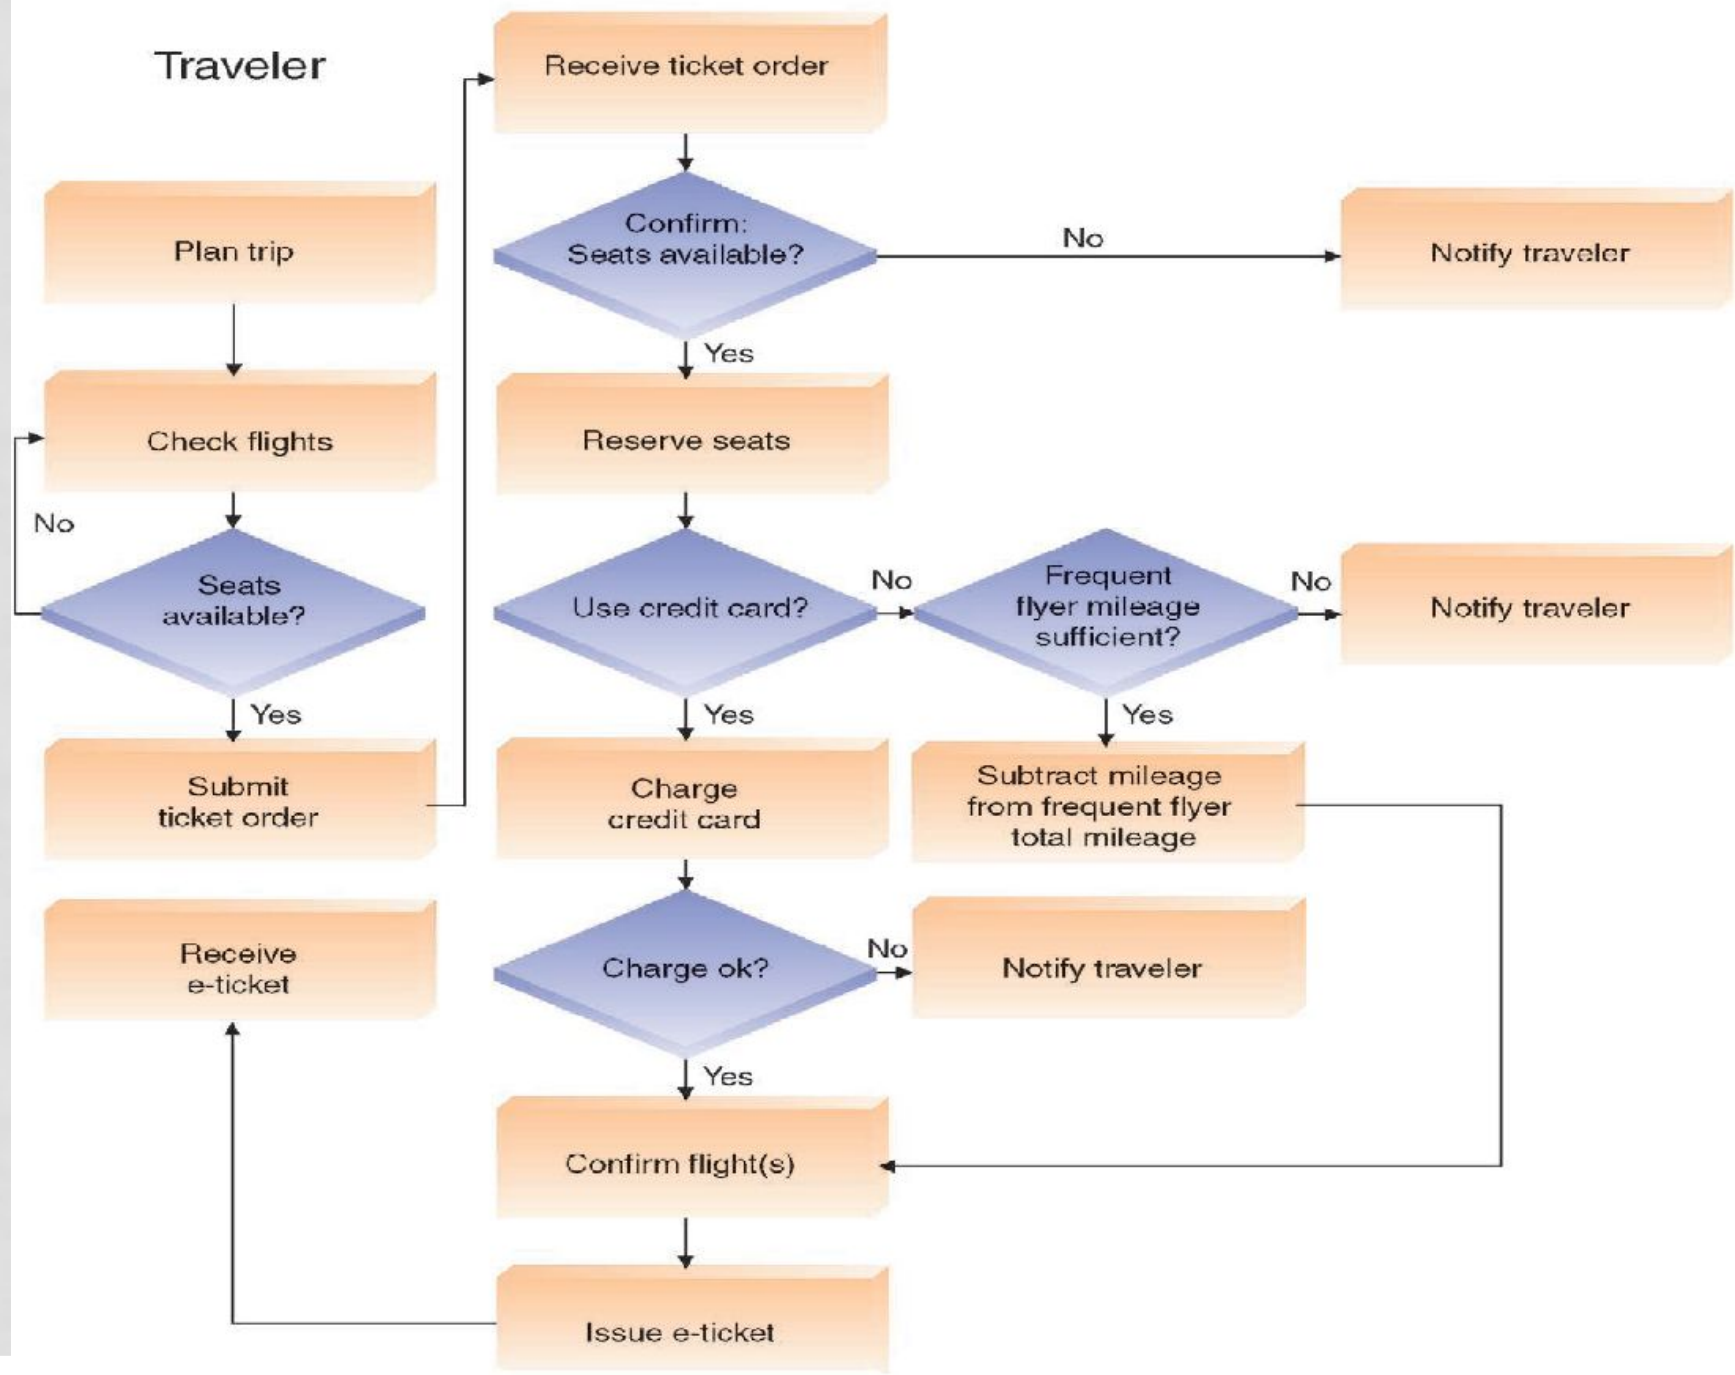 Traveler
Plan trip
Check flights
No
Seats
available?
Yes
Submit
ticket order
Receive
e-ticket
Receive ticket order
Confirm:
Seats available?
No
Notify traveler
Yes
Reserve seats
Use credit card?
No
Frequent
flyer mileage
sufficient?
No
Notify traveler
Yes
Charge
credit card
Yes
Subtract mileage
from frequent flyer
total mileage
Charge ok?
No
Notify traveler
Yes
Confirm flight(s)
Issue e-ticket